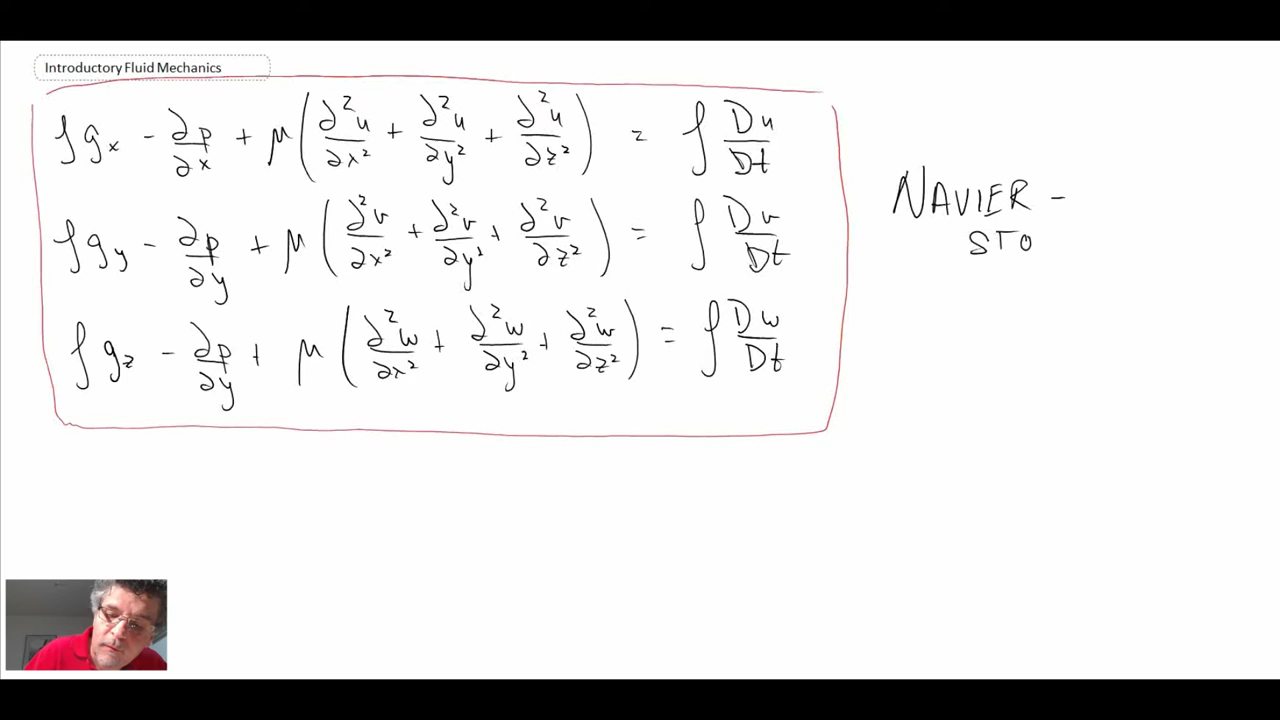 Introductory Fluid Mechanics
ρg_x − ∂p/∂x + μ(∂²u/∂x² + ∂²u/∂y² + ∂²u/∂z²) = ρ Du/Dt
NAVIER –
STO
ρg_y − ∂p/∂y + μ(∂²v/∂x² + ∂²v/∂y² + ∂²v/∂z²) = ρ Dv/Dt
ρg_z − ∂p/∂y + μ(∂²w/∂x² + ∂²w/∂y² + ∂²w/∂z²) = ρ Dw/Dt